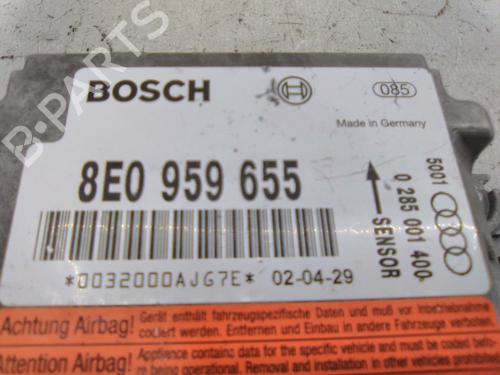 BOSCH
085
Made in Germany
8E0 959 655
5001
0 285 001 400
SENSOR
*0032000AJG7E* 02-04-29
Achtung Airbag!
Gerät enthält fahrzeugspezifische Daten und muß vor Inbetriebnahme
codiert werden. Entfernen und Einbau in andere Fahrzeuge verboten
Attention Airbag!
Appliance contains data for the specific vehicle and must be coded
being operational. Removal and installation in other vehicles prohibited
B-PARTS